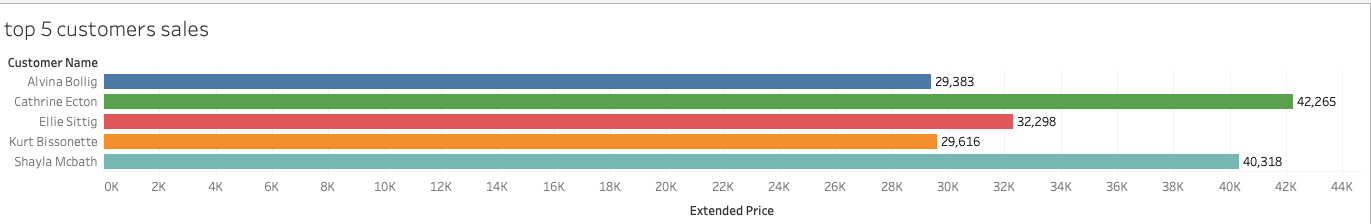 top 5 customers sales
Customer Name
Alvina Bollig 29,383
Cathrine Ecton 42,265
Ellie Sittig 32,298
Kurt Bissonette 29,616
Shayla Mcbath 40,318
0K 2K 4K 6K 8K 10K 12K 14K 16K 18K 20K 22K 24K 26K 28K 30K 32K 34K 36K 38K 40K 42K 44K
Extended Price